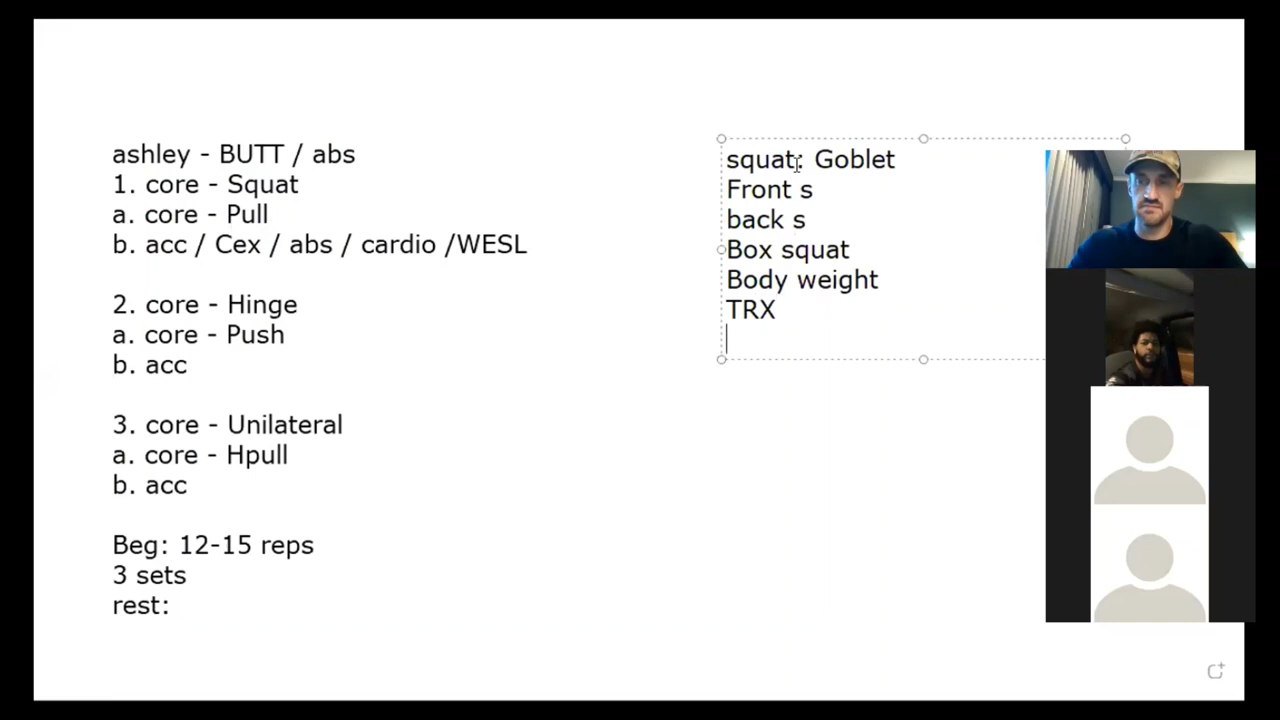 ashley - BUTT / abs
1. core - Squat
a. core - Pull
b. acc / Cex / abs / cardio /WESL
2. core - Hinge
a. core - Push
b. acc
3. core - Unilateral
a. core - Hpull
b. acc
Beg: 12-15 reps
3 sets
rest:
squat: Goblet
Front s
back s
Box squat
Body weight
TRX